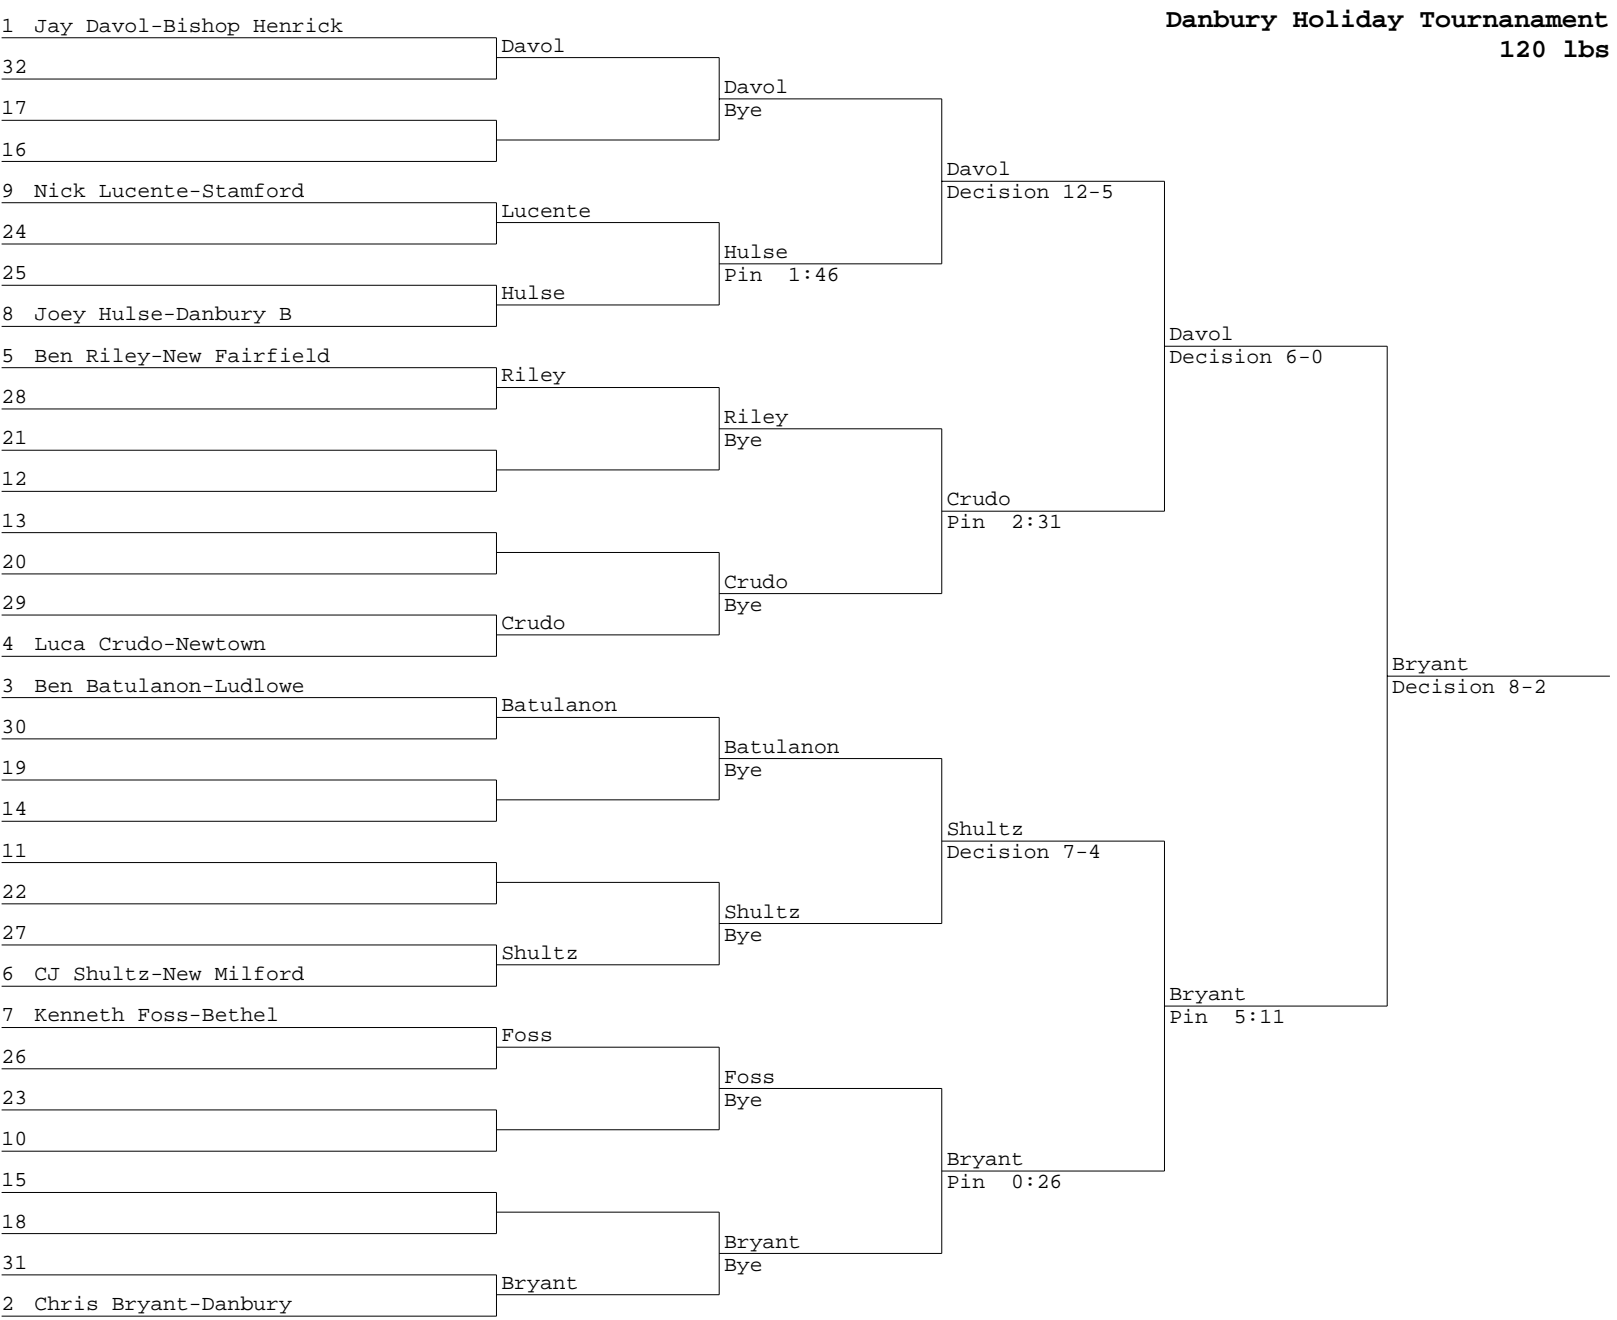 Danbury Holiday Tournanament
120 lbs
1 Jay Davol-Bishop Henrick
32
17
16
9 Nick Lucente-Stamford
24
25
8 Joey Hulse-Danbury B
5 Ben Riley-New Fairfield
28
21
12
13
20
29
4 Luca Crudo-Newtown
3 Ben Batulanon-Ludlowe
30
19
14
11
22
27
6 CJ Shultz-New Milford
7 Kenneth Foss-Bethel
26
23
10
15
18
31
2 Chris Bryant-Danbury
Davol
Lucente
Hulse
Riley
Crudo
Batulanon
Shultz
Foss
Bryant
Davol
Bye
Hulse
Pin 1:46
Riley
Bye
Crudo
Bye
Batulanon
Bye
Shultz
Bye
Foss
Bye
Bryant
Bye
Davol
Decision 12-5
Crudo
Pin 2:31
Shultz
Decision 7-4
Bryant
Pin 0:26
Davol
Decision 6-0
Bryant
Pin 5:11
Bryant
Decision 8-2